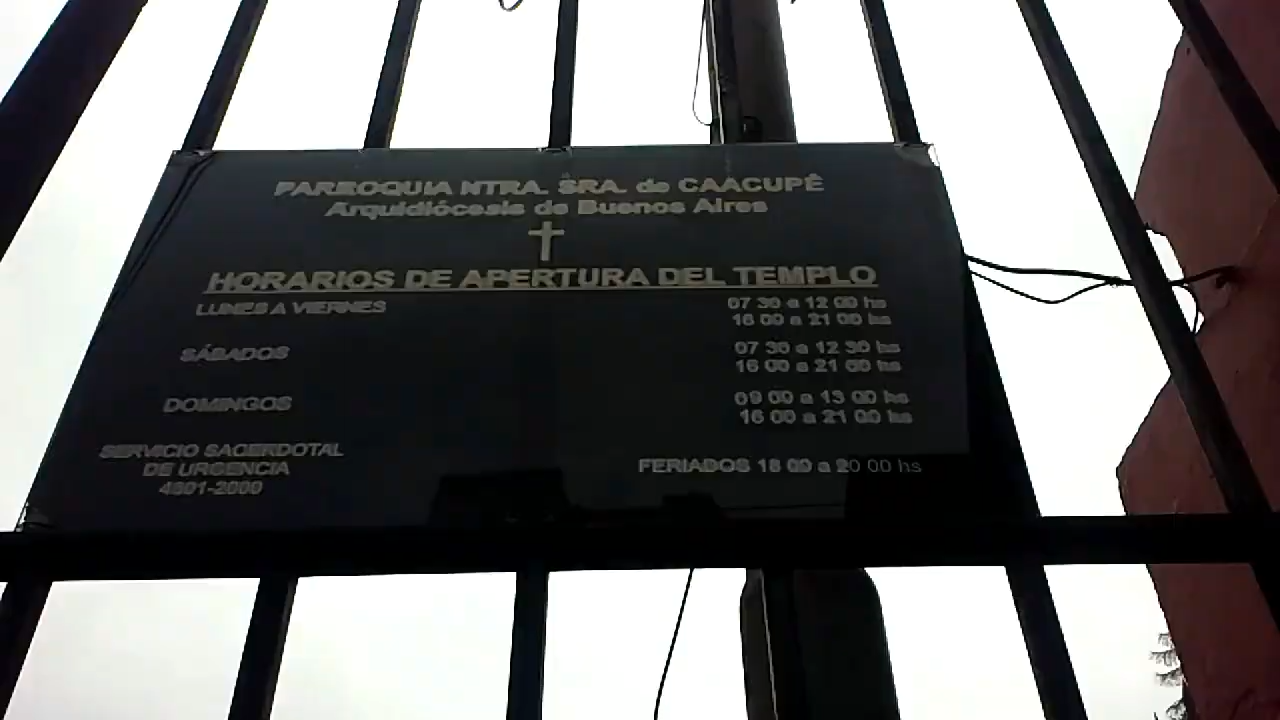 PARROQUIA NTRA. SRA. de CAACUPÉ
Arquidiócesis de Buenos Aires
HORARIOS DE APERTURA DEL TEMPLO
LUNES A VIERNES 07 30 a 12 00 hs
16 00 a 21 00 hs
SÁBADOS 07 30 a 12 30 hs
16 00 a 21 00 hs
DOMINGOS 09 00 a 13 00 hs
16 00 a 21 00 hs
SERVICIO SACERDOTAL
DE URGENCIA
4801-2000
FERIADOS 18 00 a 20 00 hs